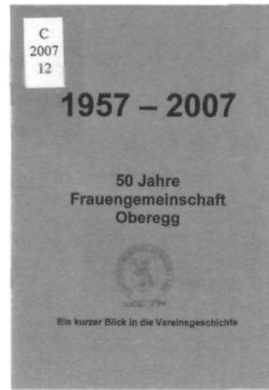 C
2007
12
1957 – 2007
50 Jahre
Frauengemeinschaft
Oberegg
Ein kurzer Blick in die Vereinsgeschichte